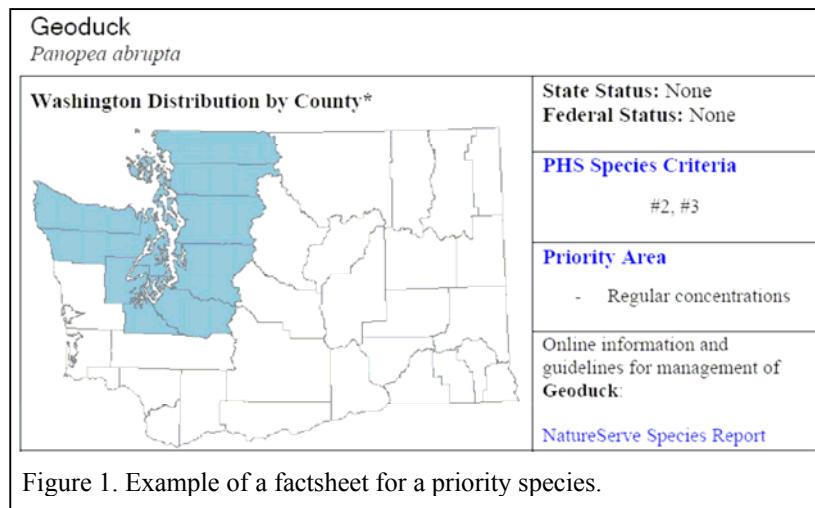 Geoduck
Panopea abrupta
Washington Distribution by County*
State Status: None
Federal Status: None
PHS Species Criteria
#2, #3
Priority Area
- Regular concentrations
Online information and
guidelines for management of
Geoduck:
NatureServe Species Report
Figure 1. Example of a factsheet for a priority species.